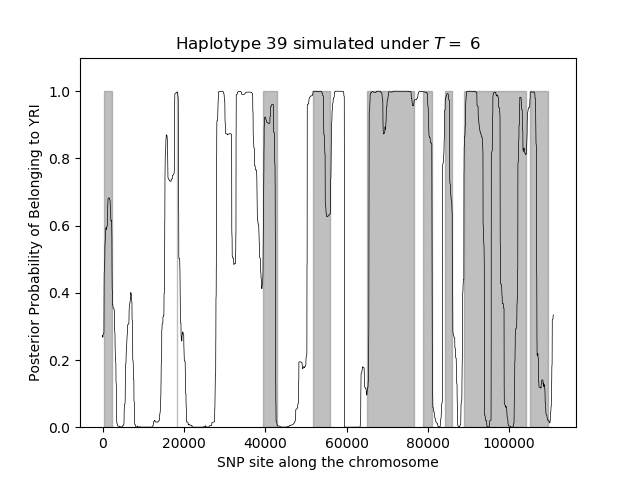 Haplotype 39 simulated under T = 6
Posterior Probability of Belonging to YRI
1.0
0.8
0.6
0.4
0.2
0.0
0 20000 40000 60000 80000 100000
SNP site along the chromosome